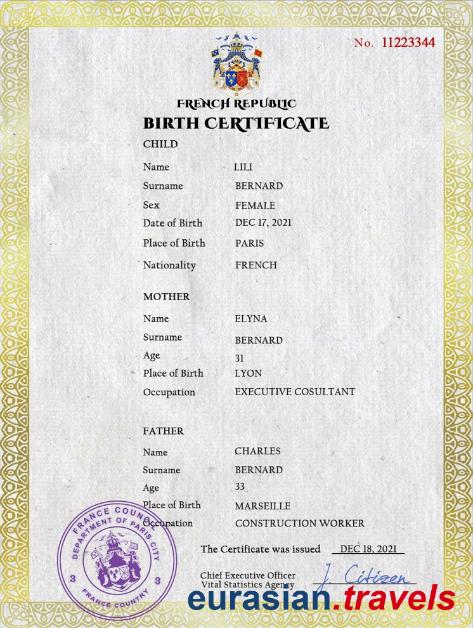 No. 11223344
FRENCH REPUBLIC
BIRTH CERTIFICATE
CHILD
Name LILI
Surname BERNARD
Sex FEMALE
Date of Birth DEC 17, 2021
Place of Birth PARIS
Nationality FRENCH
MOTHER
Name ELYNA
Surname BERNARD
Age 31
Place of Birth LYON
Occupation EXECUTIVE COSULTANT
FATHER
Name CHARLES
Surname BERNARD
Age 33
Place of Birth MARSEILLE
Occupation CONSTRUCTION WORKER
The Certificate was issued DEC 18, 2021
Chief Executive Officer
Vital Statistics Agency
J. Citizen
FRANCE COUNCIL
DEPARTMENT OF PARIS CITY
3 3
FRANCE COUNTRY
eurasian.travels